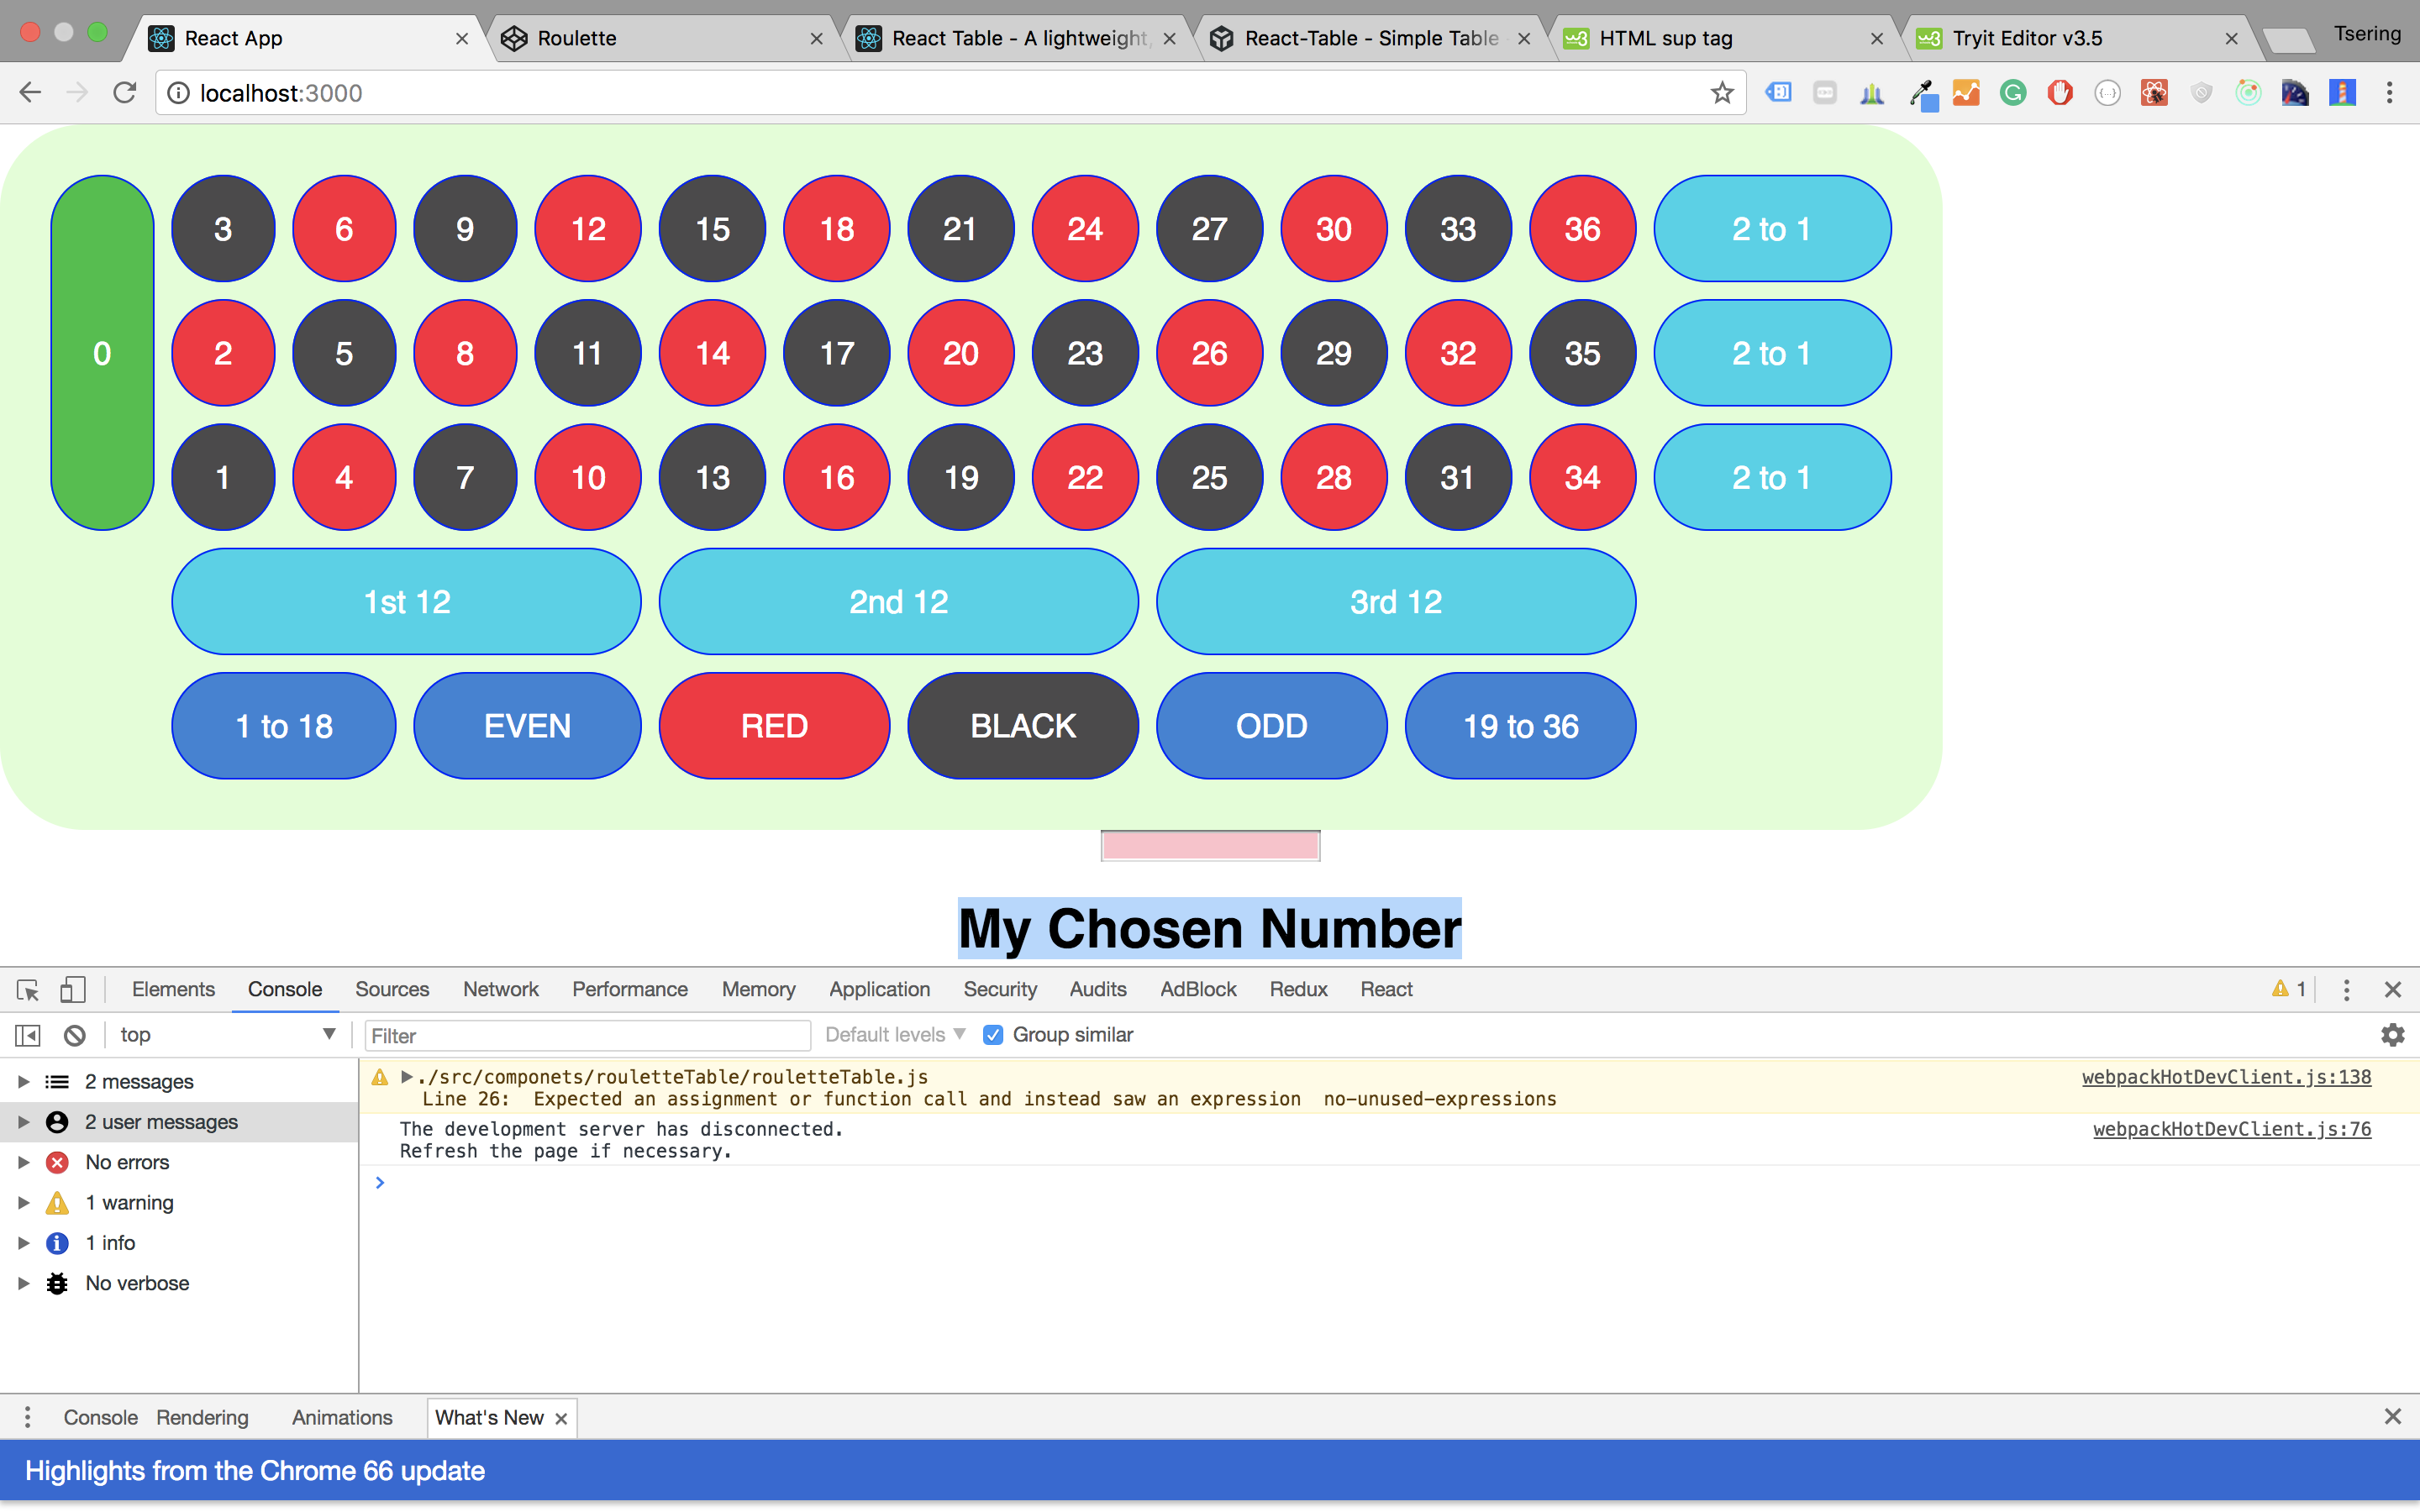 React App
Roulette
React Table - A lightweight,
React-Table - Simple Table
HTML sup tag
Tryit Editor v3.5
Tsering
localhost:3000
3 6 9 12 15 18 21 24 27 30 33 36 2 to 1
0 2 5 8 11 14 17 20 23 26 29 32 35 2 to 1
1 4 7 10 13 16 19 22 25 28 31 34 2 to 1
1st 12 2nd 12 3rd 12
1 to 18 EVEN RED BLACK ODD 19 to 36
My Chosen Number
Elements Console Sources Network Performance Memory Application Security Audits AdBlock Redux React 1
top Filter Default levels Group similar
2 messages
2 user messages
No errors
1 warning
1 info
No verbose
./src/componets/rouletteTable/rouletteTable.js webpackHotDevClient.js:138
Line 26: Expected an assignment or function call and instead saw an expression no-unused-expressions
The development server has disconnected. webpackHotDevClient.js:76
Refresh the page if necessary.
Console Rendering Animations What's New
Highlights from the Chrome 66 update